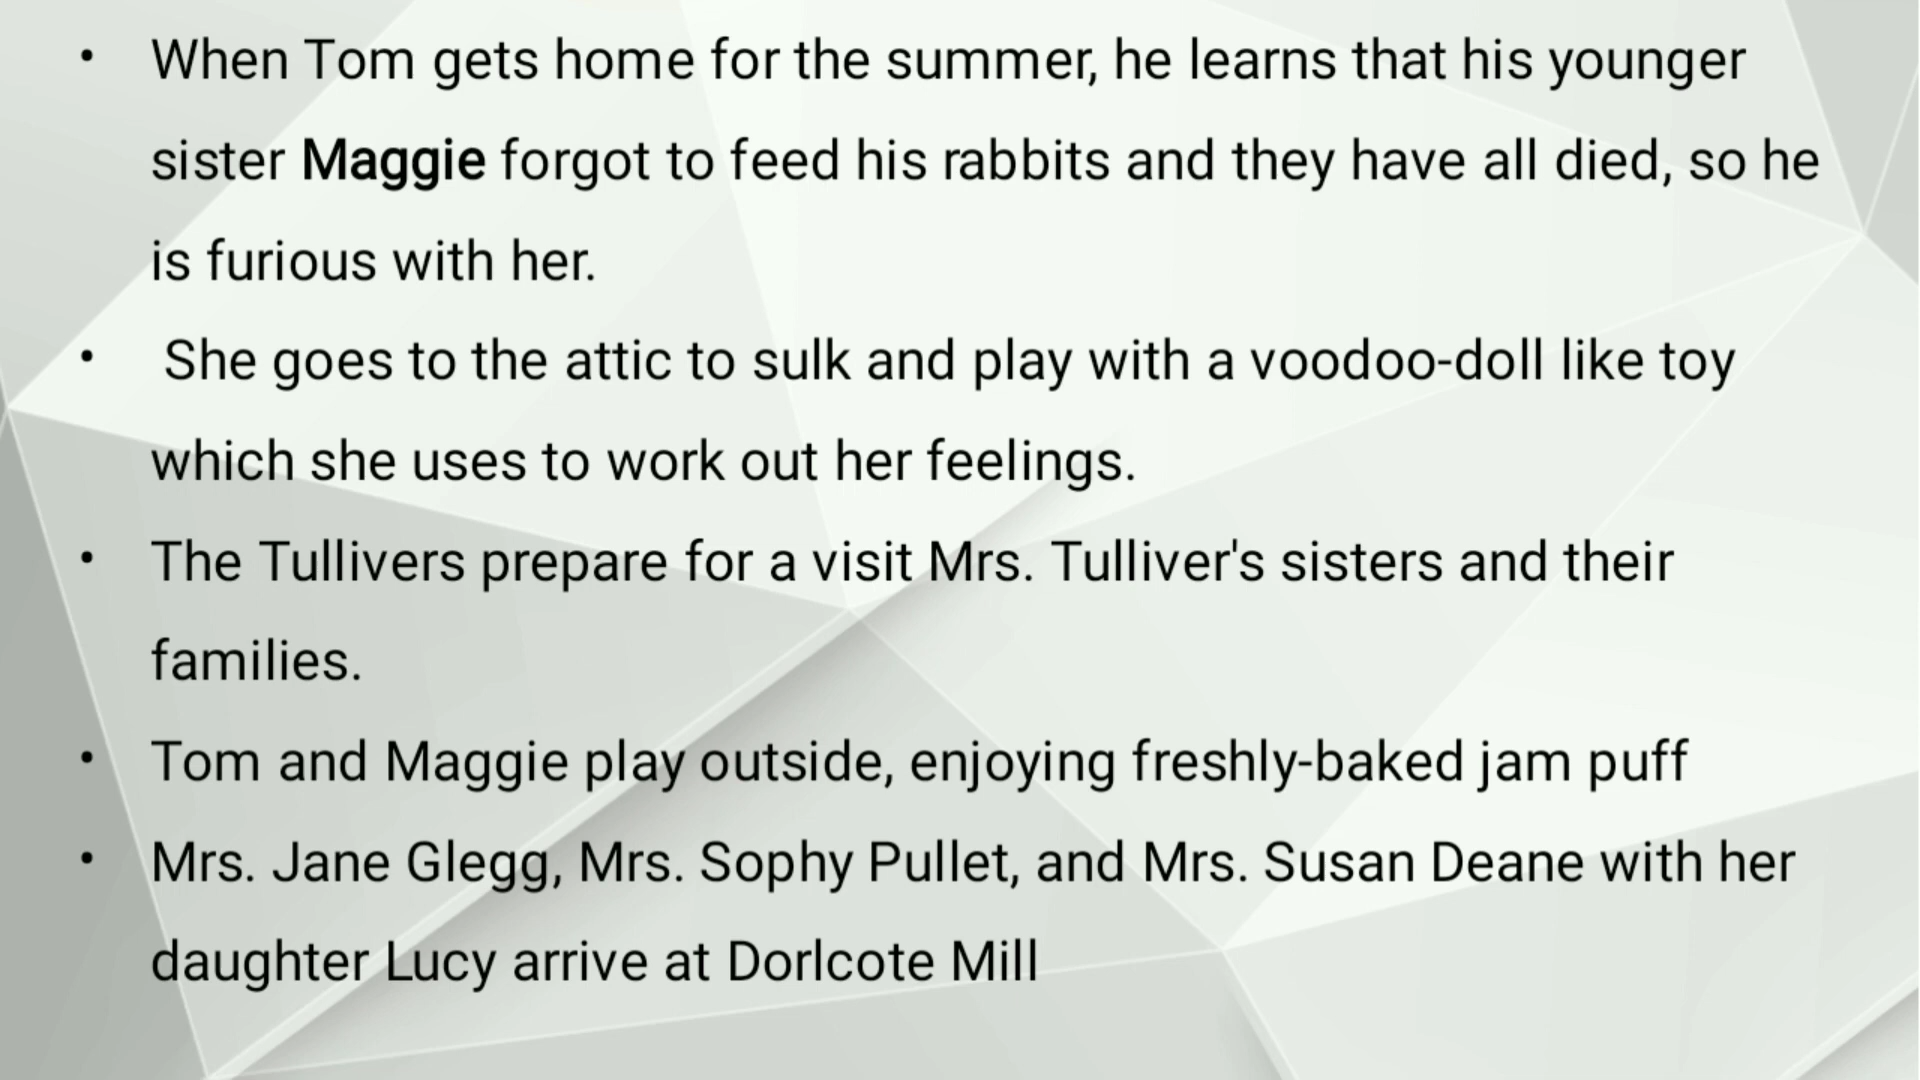 • When Tom gets home for the summer, he learns that his younger
sister Maggie forgot to feed his rabbits and they have all died, so he
is furious with her.
• She goes to the attic to sulk and play with a voodoo-doll like toy
which she uses to work out her feelings.
• The Tullivers prepare for a visit Mrs. Tulliver's sisters and their
families.
• Tom and Maggie play outside, enjoying freshly-baked jam puff
• Mrs. Jane Glegg, Mrs. Sophy Pullet, and Mrs. Susan Deane with her
daughter Lucy arrive at Dorlcote Mill